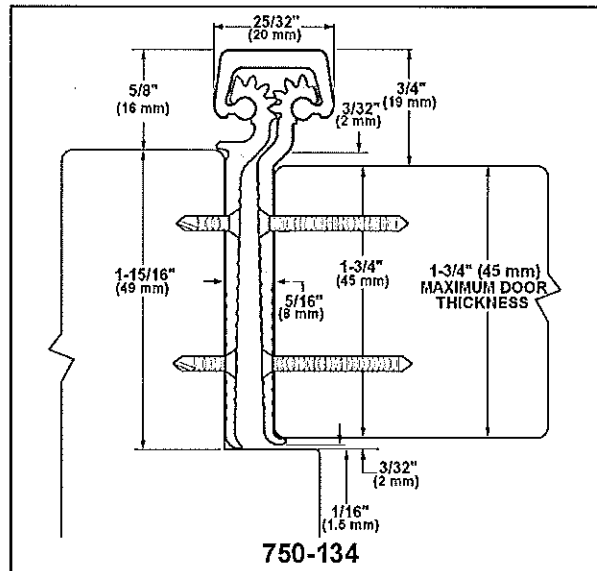 25/32"
(20 mm)
5/8"
(16 mm)
3/4"
(19 mm)
3/32"
(2 mm)
1-15/16"
(49 mm)
5/16"
(8 mm)
1-3/4"
(45 mm)
1-3/4" (45 mm)
MAXIMUM DOOR
THICKNESS
3/32"
(2 mm)
1/16"
(1.5 mm)
750-134